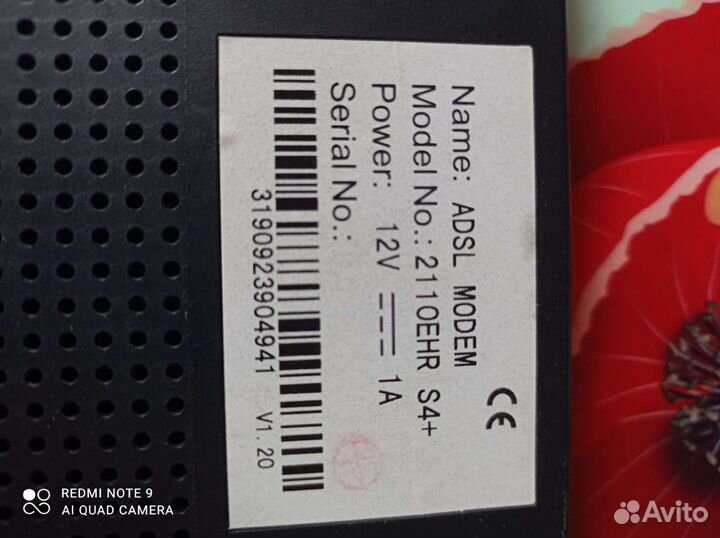 Name: ADSL MODEM
Model No.: 2110EHR S4+
Power: 12V 1A
Serial No.:
3190923904941 V1.20
CE
REDMI NOTE 9
AI QUAD CAMERA
Avito